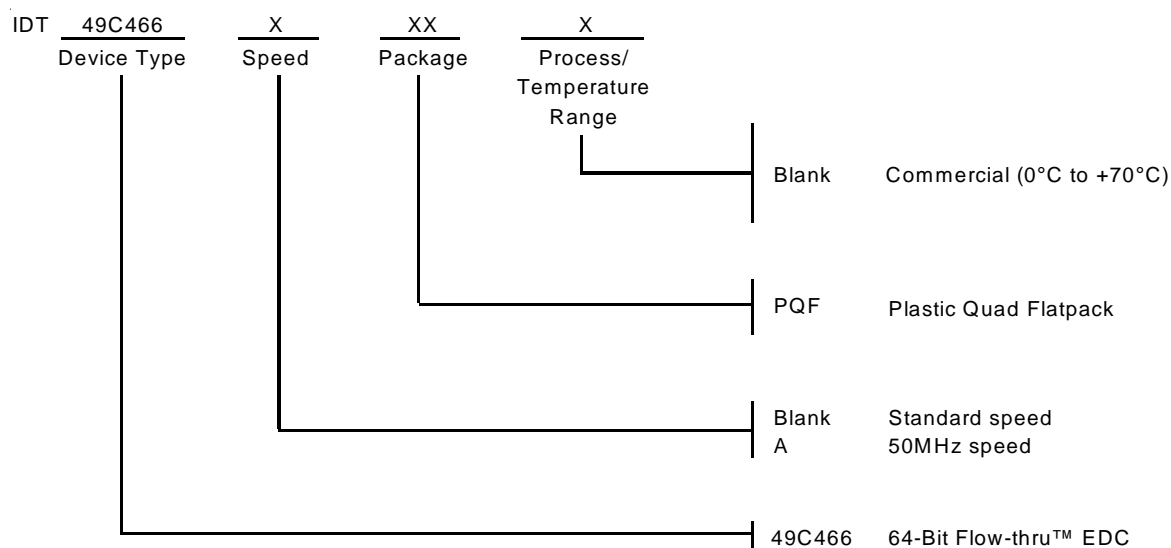 IDT 49C466 X XX X
Device Type Speed Package Process/
Temperature
Range
Blank Commercial (0°C to +70°C)
PQF Plastic Quad Flatpack
Blank Standard speed
A 50MHz speed
49C466 64-Bit Flow-thru™ EDC